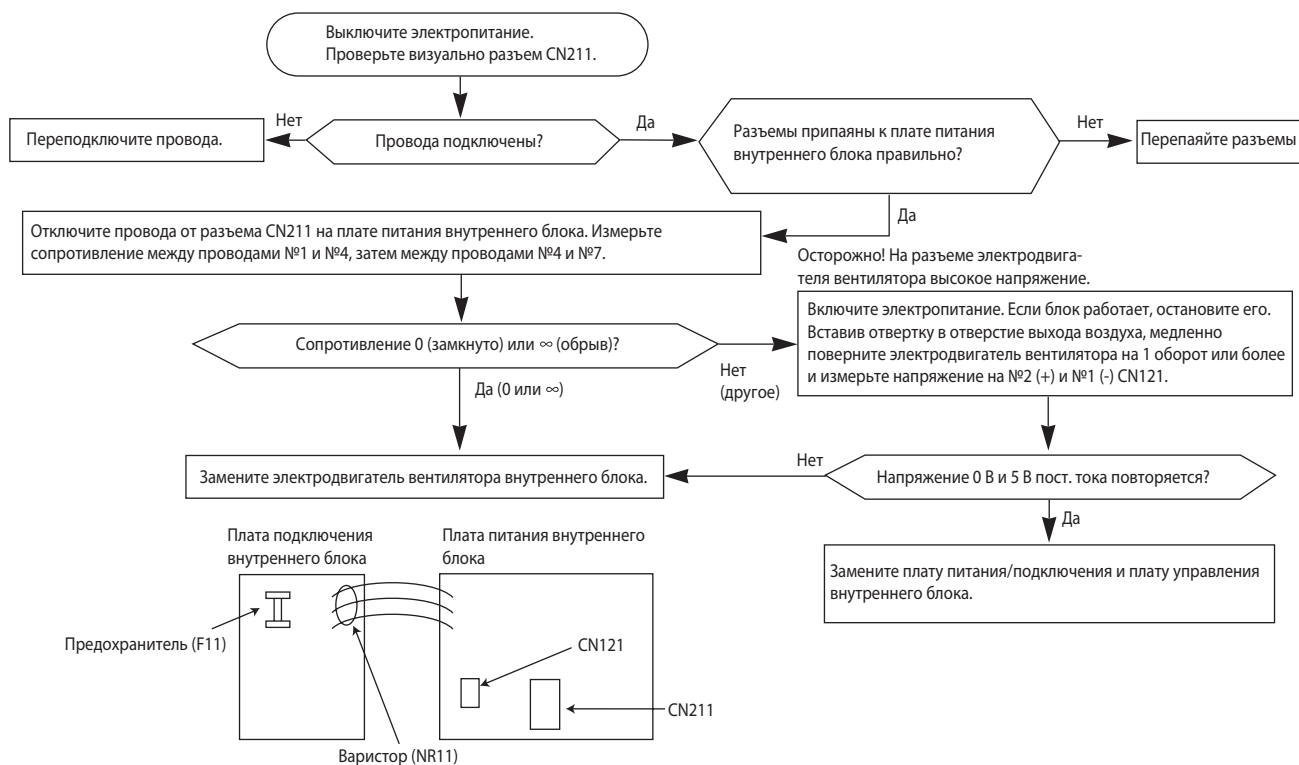 Выключите электропитание.
Проверьте визуально разъем CN211.
Нет
Да
Переподключите провода.
Провода подключены?
Разъемы припаяны к плате питания
внутреннего блока правильно?
Нет
Перепаяйте разъемы
Да
Отключите провода от разъема CN211 на плате питания внутреннего блока. Измерьте
сопротивление между проводами №1 и №4, затем между проводами №4 и №7.
Осторожно! На разъеме электродвига-
теля вентилятора высокое напряжение.
Включите электропитание. Если блок работает, остановите его.
Вставив отвертку в отверстие выхода воздуха, медленно
поверните электродвигатель вентилятора на 1 оборот или более
и измерьте напряжение на №2 (+) и №1 (-) CN121.
Сопротивление 0 (замкнуто) или ∞ (обрыв)?
Нет
(другое)
Да (0 или ∞)
Замените электродвигатель вентилятора внутреннего блока.
Нет
Напряжение 0 В и 5 В пост. тока повторяется?
Да
Замените плату питания/подключения и плату управления
внутреннего блока.
Плата подключения
внутреннего блока
Плата питания внутреннего
блока
Предохранитель (F11)
CN121
CN211
Варистор (NR11)